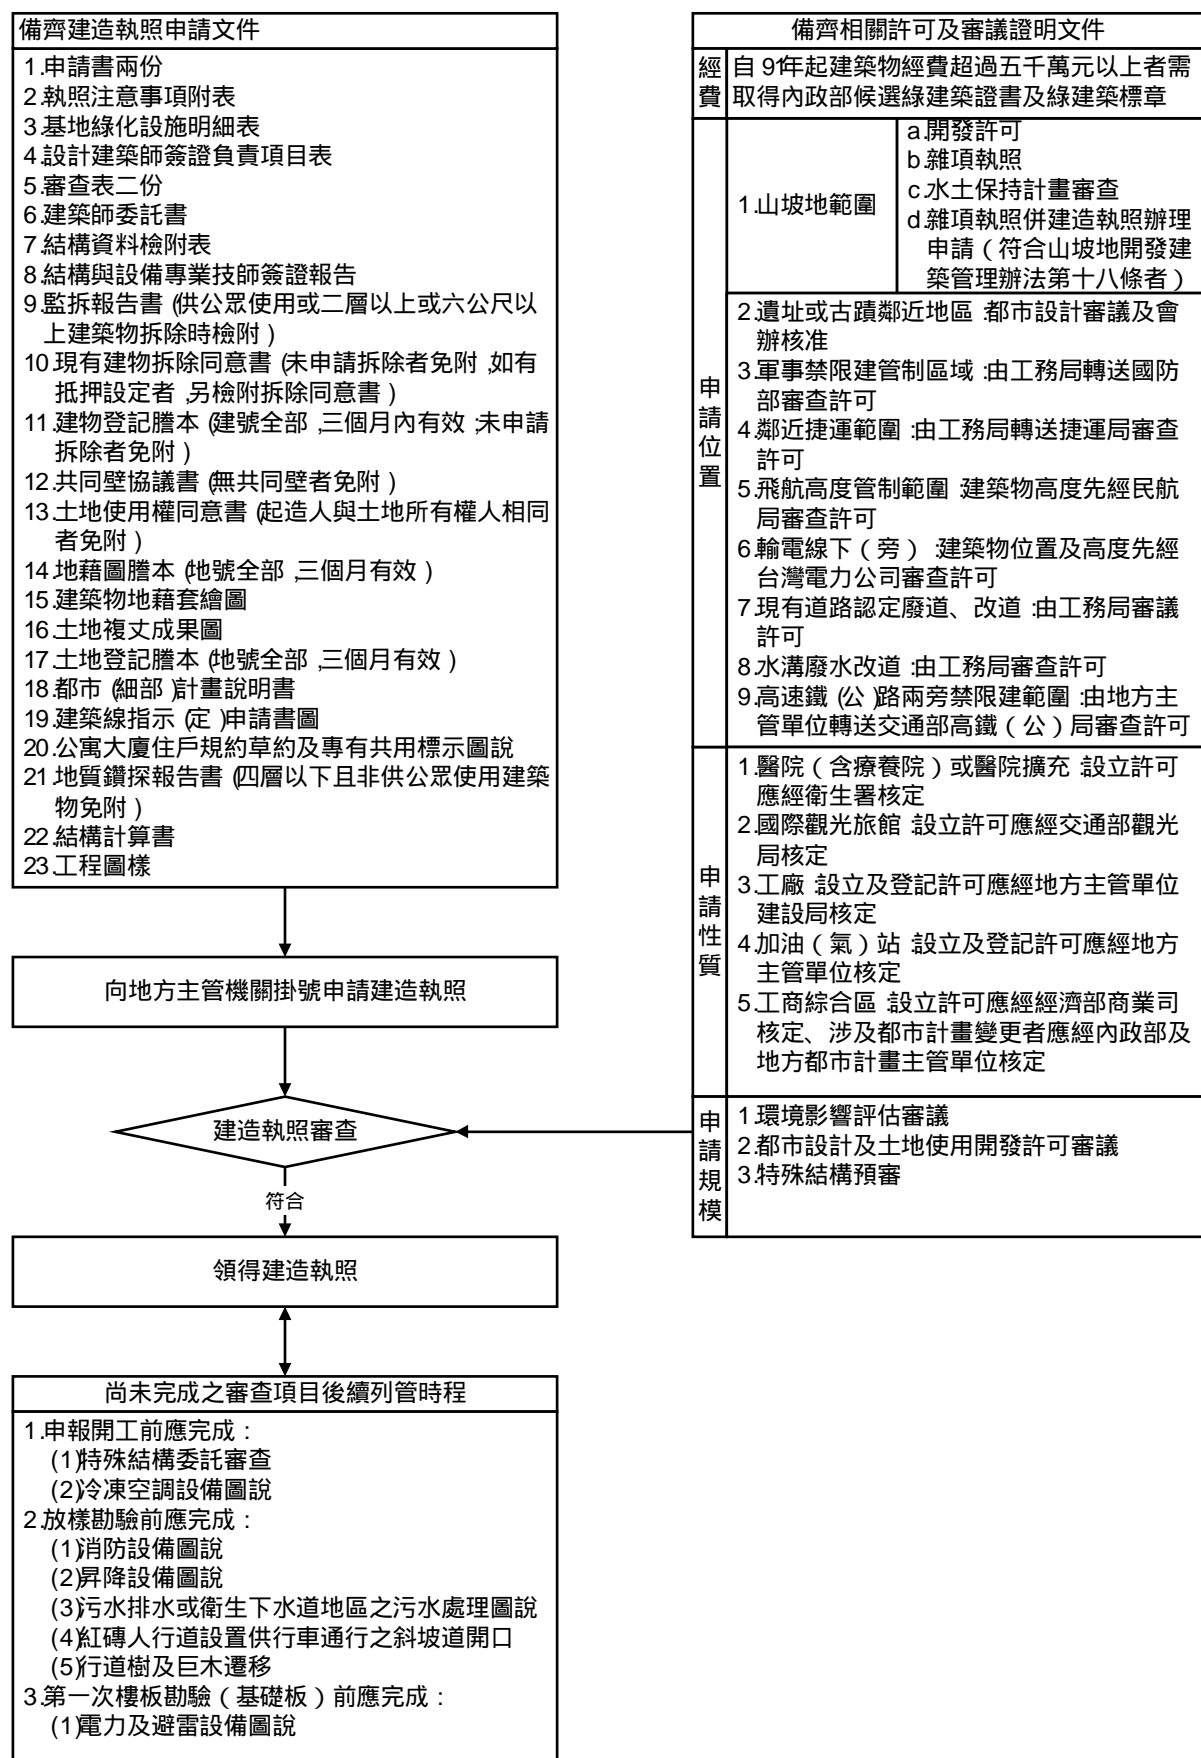 備齊建造執照申請文件
1.申請書兩份
2.執照注意事項附表
3.基地綠化設施明細表
4.設計建築師簽證負責項目表
5.審查表二份
6.建築師委託書
7.結構資料檢附表
8.結構與設備專業技師簽證報告
9.監拆報告書(供公眾使用或二層以上或六公尺以
上建築物拆除時檢附)
10.現有建物拆除同意書(未申請拆除者免附,如有
抵押設定者,另檢附拆除同意書)
11.建物登記謄本(建號全部,三個月內有效;未申請
拆除者免附)
12.共同壁協議書(無共同壁者免附)
13.土地使用權同意書(起造人與土地所有權人相同
者免附)
14.地藉圖謄本(地號全部,三個月有效)
15.建築物地藉套繪圖
16.土地複丈成果圖
17.土地登記謄本(地號全部,三個月有效)
18.都市(細部)計畫說明書
19.建築線指示(定)申請書圖
20.公寓大廈住戶規約草約及專有共用標示圖說
21.地質鑽探報告書(四層以下且非供公眾使用建築
物免附)
22.結構計算書
23.工程圖樣
向地方主管機關掛號申請建造執照
建造執照審查
符合
領得建造執照
尚未完成之審查項目後續列管時程
1.申報開工前應完成:
(1)特殊結構委託審查
(2)冷凍空調設備圖說
2.放樣勘驗前應完成:
(1)消防設備圖說
(2)昇降設備圖說
(3)污水排水或衛生下水道地區之污水處理圖說
(4)紅磚人行道設置供行車通行之斜坡道開口
(5)行道樹及巨木遷移
3.第一次樓板勘驗(基礎板)前應完成:
(1)電力及避雷設備圖說
備齊相關許可及審議證明文件
經費
自 91年起建築物經費超過五千萬元以上者需
取得內政部候選綠建築證書及綠建築標章
申請位置
1.山坡地範圍
a.開發許可
b.雜項執照
c.水土保持計畫審查
d.雜項執照併建造執照辦理
申請(符合山坡地開發建
築管理辦法第十八條者)
2.遺址或古蹟鄰近地區:都市設計審議及會
辦核准
3.軍事禁限建管制區域:由工務局轉送國防
部審查許可
4.鄰近捷運範圍:由工務局轉送捷運局審查
許可
5.飛航高度管制範圍:建築物高度先經民航
局審查許可
6.輸電線下(旁):建築物位置及高度先經
台灣電力公司審查許可
7.現有道路認定廢道、改道:由工務局審議
許可
8.水溝廢水改道:由工務局審查許可
9.高速鐵(公)路兩旁禁限建範圍:由地方主
管單位轉送交通部高鐵(公)局審查許可
申請性質
1.醫院(含療養院)或醫院擴充:設立許可
應經衛生署核定
2.國際觀光旅館:設立許可應經交通部觀光
局核定
3.工廠:設立及登記許可應經地方主管單位
建設局核定
4.加油(氣)站:設立及登記許可應經地方
主管單位核定
5.工商綜合區:設立許可應經經濟部商業司
核定、涉及都市計畫變更者應經內政部及
地方都市計畫主管單位核定
申請規模
1.環境影響評估審議
2.都市設計及土地使用開發許可審議
3.特殊結構預審